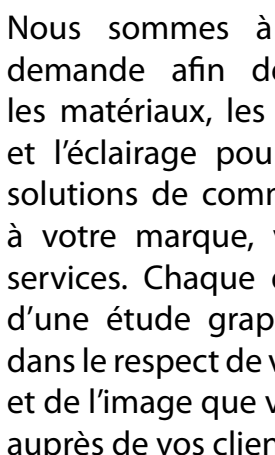 Nous sommes à
demande afin
les matériaux, les
et l’éclairage
solutions de
à votre marque,
services. Chaque
d’une étude
dans le respect de
et de l’image que
auprès de vos